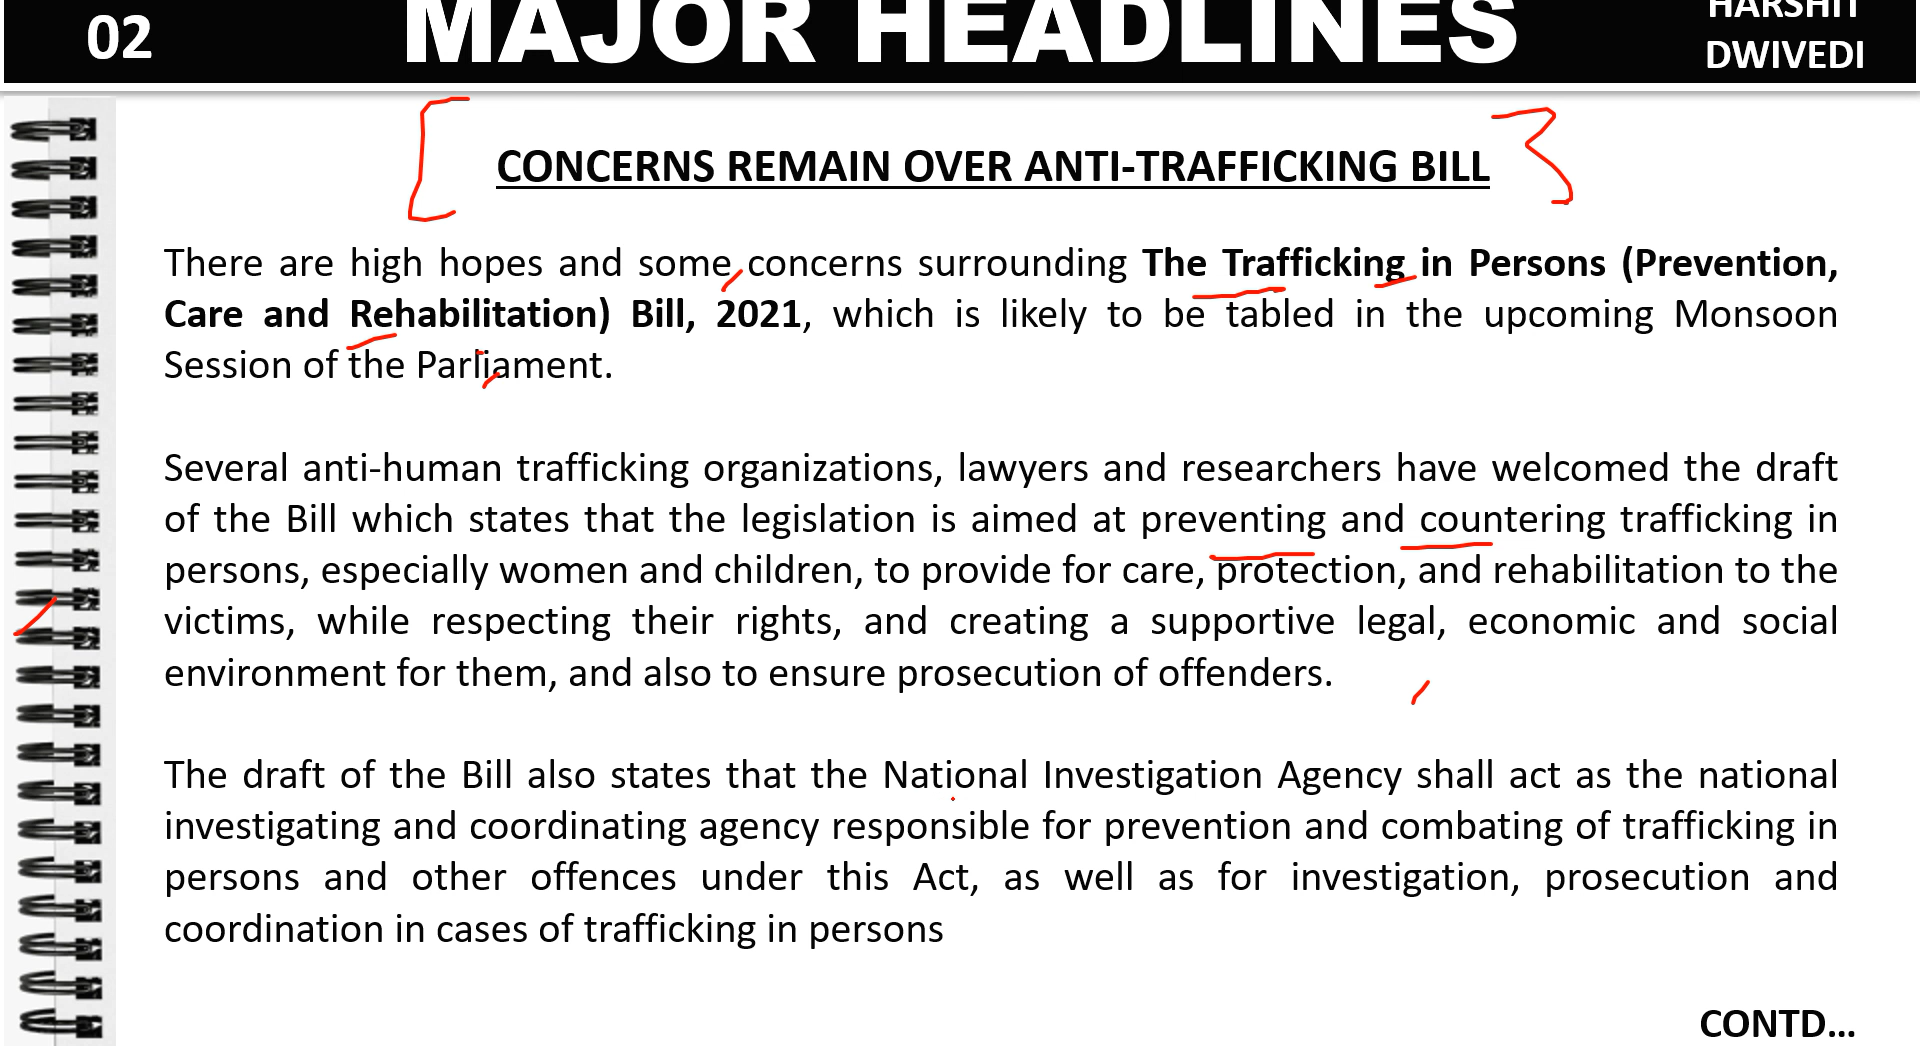 02
MAJOR HEADLINES
HARSHIT
DWIVEDI
CONCERNS REMAIN OVER ANTI-TRAFFICKING BILL
There are high hopes and some concerns surrounding The Trafficking in Persons (Prevention,
Care and Rehabilitation) Bill, 2021, which is likely to be tabled in the upcoming Monsoon
Session of the Parliament.
Several anti-human trafficking organizations, lawyers and researchers have welcomed the draft
of the Bill which states that the legislation is aimed at preventing and countering trafficking in
persons, especially women and children, to provide for care, protection, and rehabilitation to the
victims, while respecting their rights, and creating a supportive legal, economic and social
environment for them, and also to ensure prosecution of offenders.
The draft of the Bill also states that the National Investigation Agency shall act as the national
investigating and coordinating agency responsible for prevention and combating of trafficking in
persons and other offences under this Act, as well as for investigation, prosecution and
coordination in cases of trafficking in persons
CONTD...